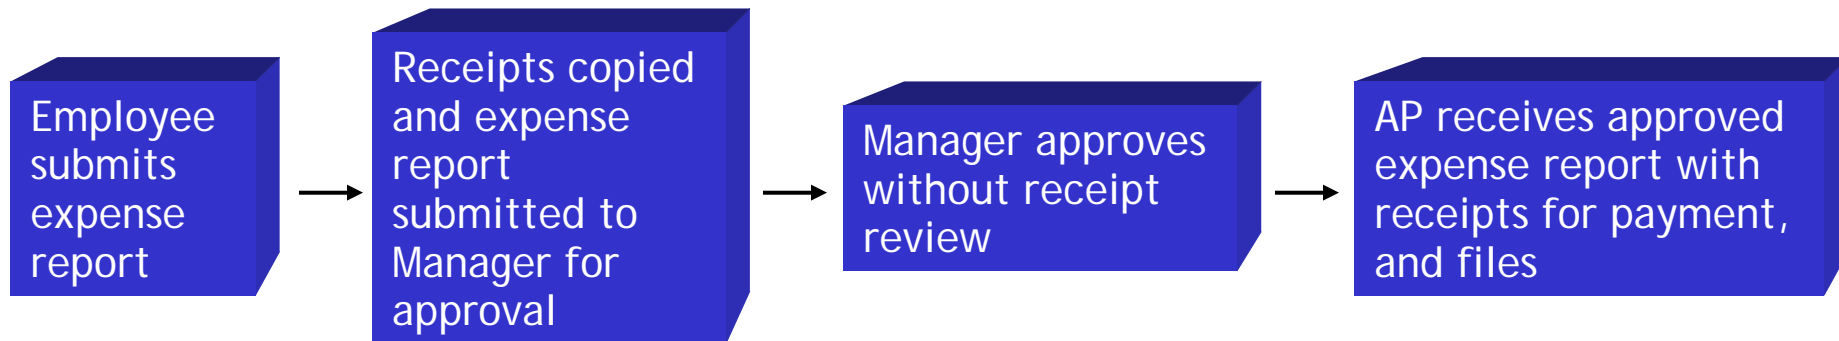 Employee
submits
expense
report
Receipts copied
and expense
report
submitted to
Manager for
approval
Manager approves
without receipt
review
AP receives approved
expense report with
receipts for payment,
and files